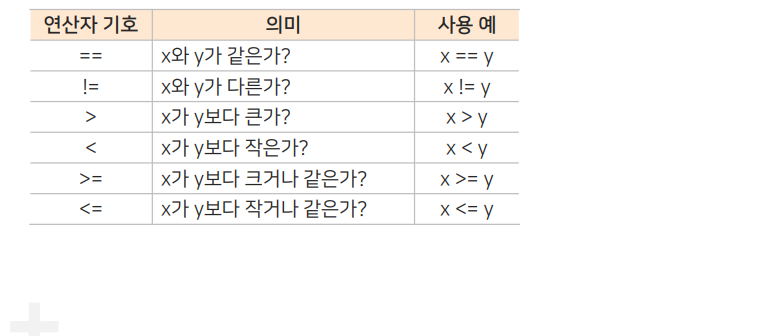 연산자 기호 의미 사용 예
== x와 y가 같은가? x == y
!= x와 y가 다른가? x != y
> x가 y보다 큰가? x > y
< x가 y보다 작은가? x < y
>= x가 y보다 크거나 같은가? x >= y
<= x가 y보다 작거나 같은가? x <= y